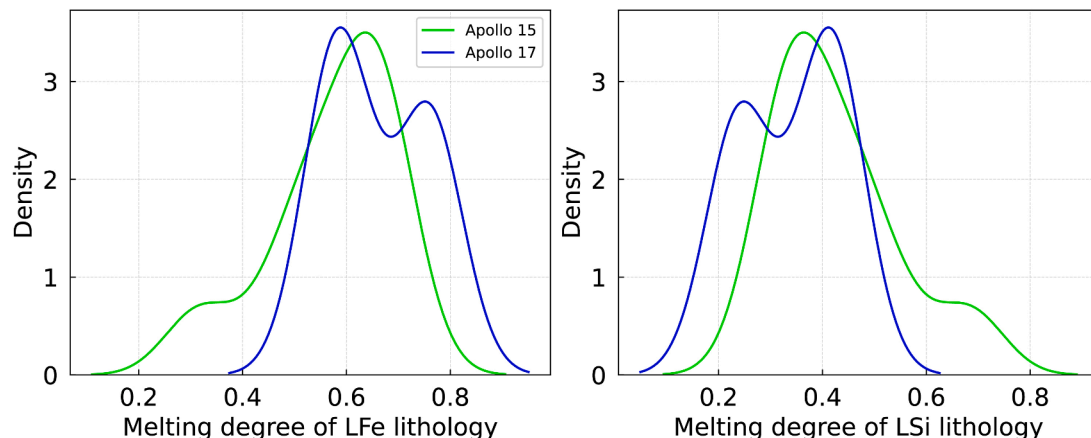 Apollo 15
Apollo 17
Density
3
2
1
0
0.2 0.4 0.6 0.8
Melting degree of LFe lithology
Density
3
2
1
0
0.2 0.4 0.6 0.8
Melting degree of LSi lithology